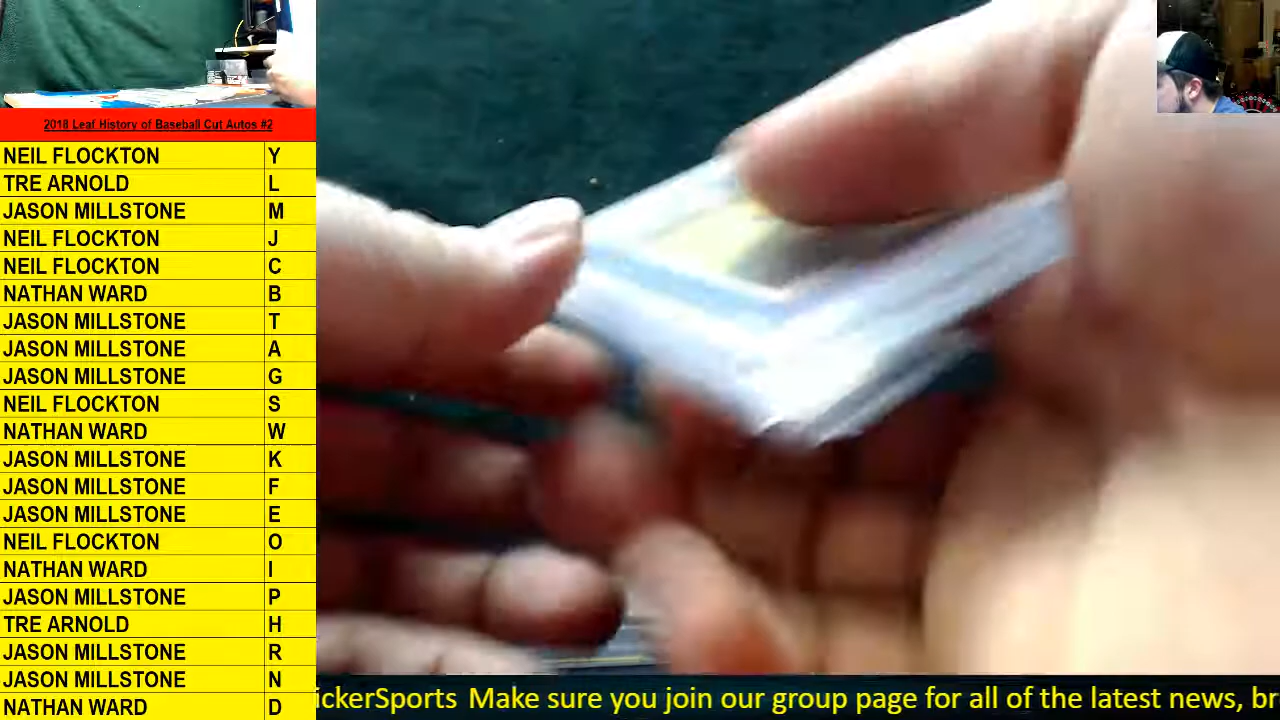 2018 Leaf History of Baseball Cut Autos #2
NEIL FLOCKTON Y
TRE ARNOLD L
JASON MILLSTONE M
NEIL FLOCKTON J
NEIL FLOCKTON C
NATHAN WARD B
JASON MILLSTONE T
JASON MILLSTONE A
JASON MILLSTONE G
NEIL FLOCKTON S
NATHAN WARD W
JASON MILLSTONE K
JASON MILLSTONE F
JASON MILLSTONE E
NEIL FLOCKTON O
NATHAN WARD I
JASON MILLSTONE P
TRE ARNOLD H
JASON MILLSTONE R
JASON MILLSTONE N
NATHAN WARD D
ickerSports Make sure you join our group page for all of the latest news, br